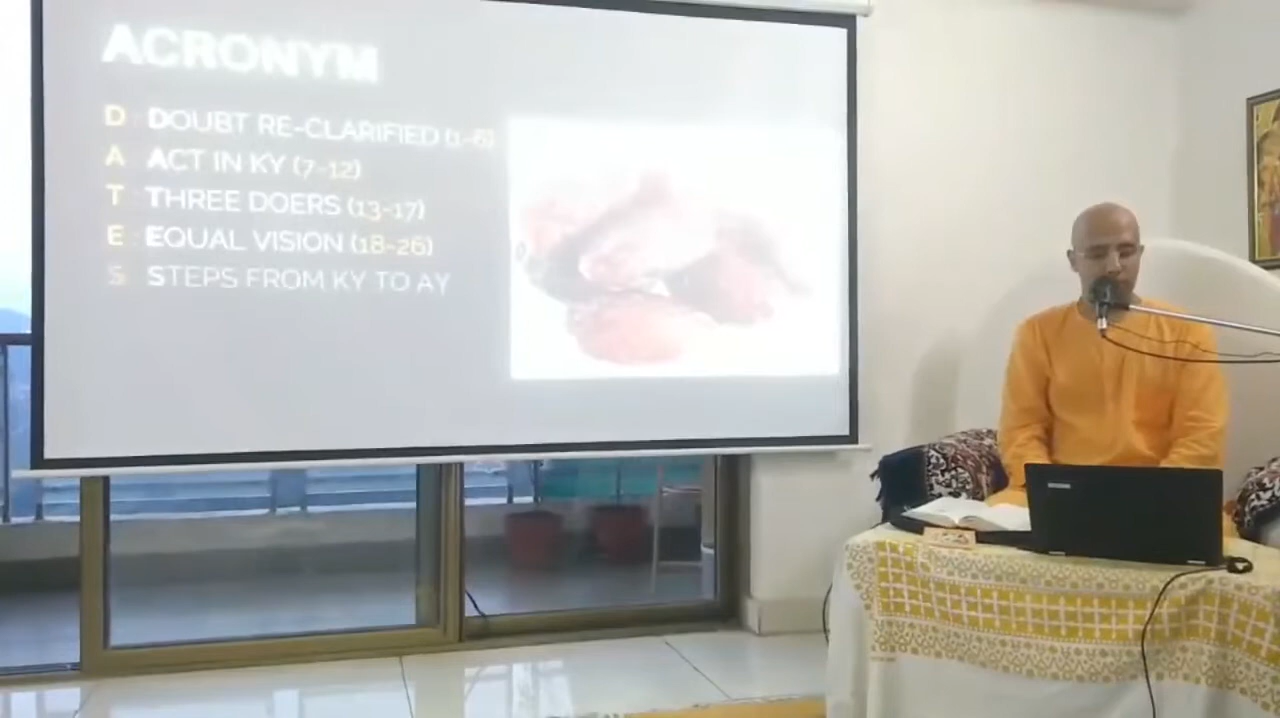 ACRONYM
D : DOUBT RE-CLARIFIED (1-6)
A : ACT IN KY (7-12)
T : THREE DOERS (13-17)
E : EQUAL VISION (18-26)
S : STEPS FROM KY TO AY